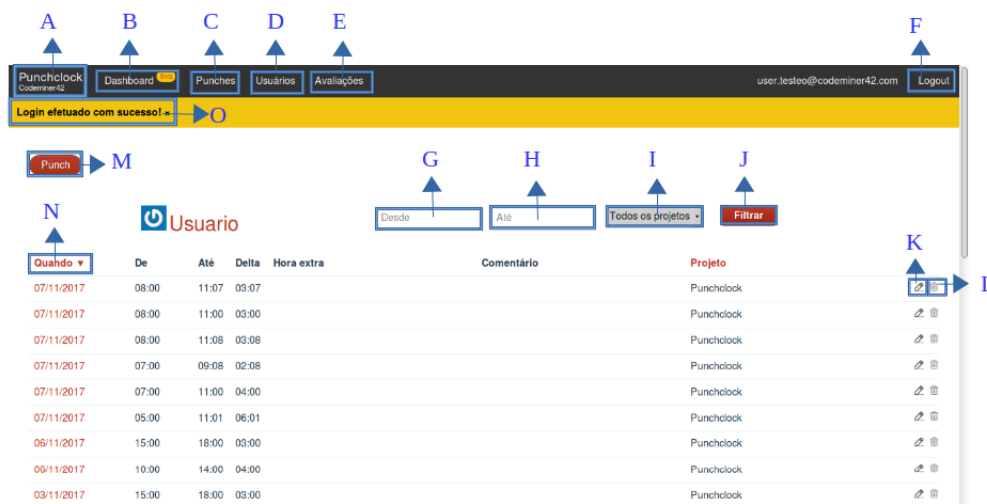 A B C D E F
Punchclock Dashboard Beta Punches Usuários Avaliações user.testeo@codeminer42.com Logout
Codeminer42
Login efetuado com sucesso! × O
Punch M G H I J
N Usuario Desde Até Todos os projetos Filtrar
K
Quando ▼ De Até Delta Hora extra Comentário Projeto
07/11/2017 08:00 11:07 03:07 Punchclock L
07/11/2017 08:00 11:00 03:00 Punchclock
07/11/2017 08:00 11:08 03:08 Punchclock
07/11/2017 07:00 09:08 02:08 Punchclock
07/11/2017 07:00 11:00 04:00 Punchclock
07/11/2017 05:00 11:01 06:01 Punchclock
06/11/2017 15:00 18:00 03:00 Punchclock
06/11/2017 10:00 14:00 04:00 Punchclock
03/11/2017 15:00 18:00 03:00 Punchclock